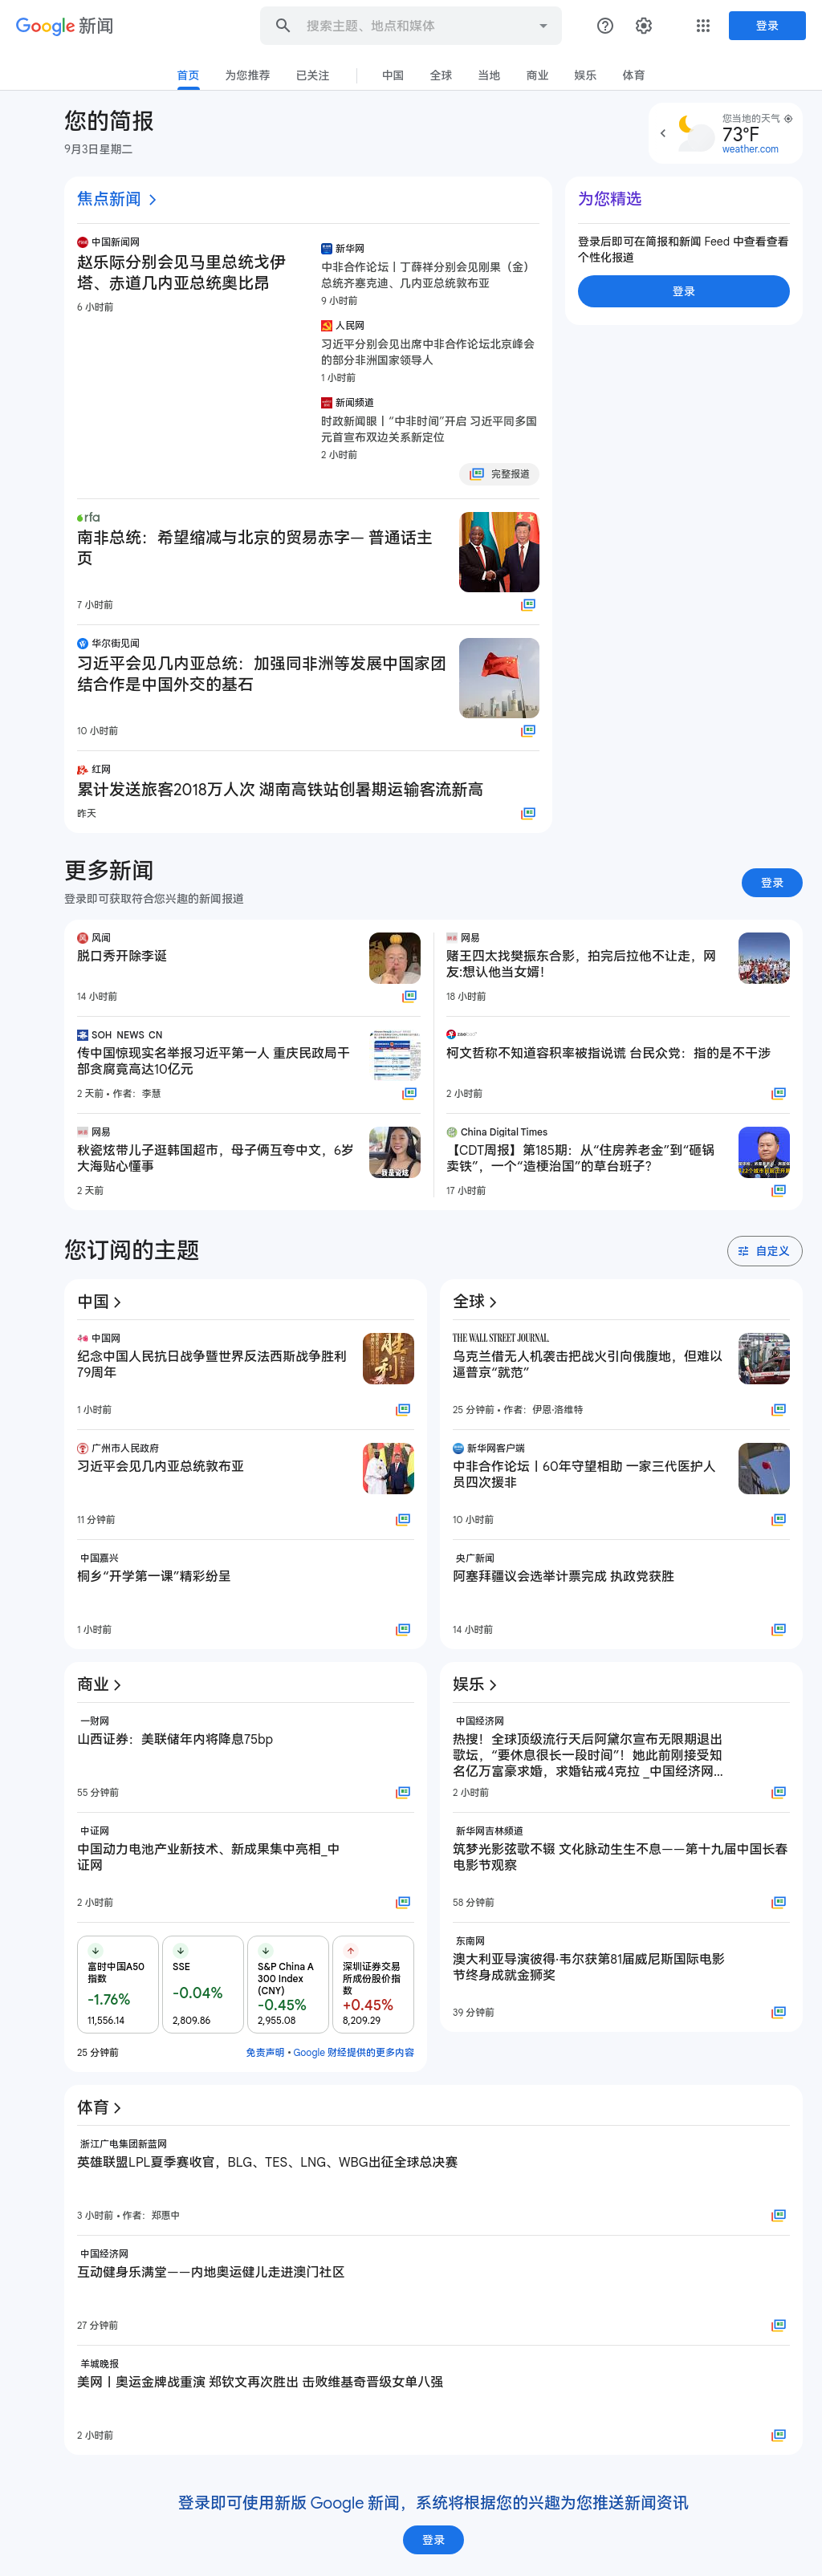 Google 新闻
搜索主题、地点和媒体
登录
首页
为您推荐
已关注
中国
全球
当地
商业
娱乐
体育
您的简报
9月3日星期二
您当地的天气
73°F
weather.com
焦点新闻
中国新闻网
赵乐际分别会见马里总统戈伊
塔、赤道几内亚总统奥比昂
6 小时前
新华网
中非合作论坛丨丁薛祥分别会见刚果（金）
总统齐塞克迪、几内亚总统敦布亚
9 小时前
人民网
习近平分别会见出席中非合作论坛北京峰会
的部分非洲国家领导人
1 小时前
新闻频道
时政新闻眼丨“中非时间”开启 习近平同多国
元首宣布双边关系新定位
2 小时前
完整报道
为您精选
登录后即可在简报和新闻 Feed 中查看查看
个性化报道
登录
rfa
南非总统：希望缩减与北京的贸易赤字— 普通话主
页
7 小时前
华尔街见闻
习近平会见几内亚总统：加强同非洲等发展中国家团
结合作是中国外交的基石
10 小时前
红网
累计发送旅客2018万人次 湖南高铁站创暑期运输客流新高
昨天
更多新闻
登录即可获取符合您兴趣的新闻报道
登录
风闻
脱口秀开除李诞
14 小时前
SOH NEWS CN
传中国惊现实名举报习近平第一人 重庆民政局干
部贪腐竟高达10亿元
2 天前 • 作者：李慧
网易
秋瓷炫带儿子逛韩国超市，母子俩互夸中文，6岁
大海贴心懂事
2 天前
网易
赌王四太找樊振东合影，拍完后拉他不让走，网
友:想认他当女婿！
18 小时前
柯文哲称不知道容积率被指说谎 台民众党：指的是不干涉
2 小时前
China Digital Times
【CDT周报】第185期：从“住房养老金”到“砸锅
卖铁”，一个“造梗治国”的草台班子？
17 小时前
您订阅的主题
自定义
中国
中国网
纪念中国人民抗日战争暨世界反法西斯战争胜利
79周年
胜利
1 小时前
广州市人民政府
习近平会见几内亚总统敦布亚
11 分钟前
中国嘉兴
桐乡“开学第一课”精彩纷呈
1 小时前
全球
THE WALL STREET JOURNAL.
乌克兰借无人机袭击把战火引向俄腹地，但难以
逼普京“就范”
25 分钟前 • 作者：伊恩·洛维特
新华网客户端
中非合作论坛丨60年守望相助 一家三代医护人
员四次援非
10 小时前
央广新闻
阿塞拜疆议会选举计票完成 执政党获胜
14 小时前
商业
一财网
山西证券：美联储年内将降息75bp
55 分钟前
中证网
中国动力电池产业新技术、新成果集中亮相_中
证网
2 小时前
富时中国A50
指数
-1.76%
11,556.14
SSE
-0.04%
2,809.86
S&P China A
300 Index
(CNY)
-0.45%
2,955.08
深圳证券交易
所成份股价指
数
+0.45%
8,209.29
25 分钟前
免责声明 • Google 财经提供的更多内容
娱乐
中国经济网
热搜！全球顶级流行天后阿黛尔宣布无限期退出
歌坛，“要休息很长一段时间”！她此前刚接受知
名亿万富豪求婚，求婚钻戒4克拉 _中国经济网...
2 小时前
新华网吉林频道
筑梦光影弦歌不辍 文化脉动生生不息——第十九届中国长春
电影节观察
58 分钟前
东南网
澳大利亚导演彼得·韦尔获第81届威尼斯国际电影
节终身成就金狮奖
39 分钟前
体育
浙江广电集团新蓝网
英雄联盟LPL夏季赛收官，BLG、TES、LNG、WBG出征全球总决赛
3 小时前 • 作者：郑惠中
中国经济网
互动健身乐满堂——内地奥运健儿走进澳门社区
27 分钟前
羊城晚报
美网丨奥运金牌战重演 郑钦文再次胜出 击败维基奇晋级女单八强
2 小时前
登录即可使用新版 Google 新闻，系统将根据您的兴趣为您推送新闻资讯
登录